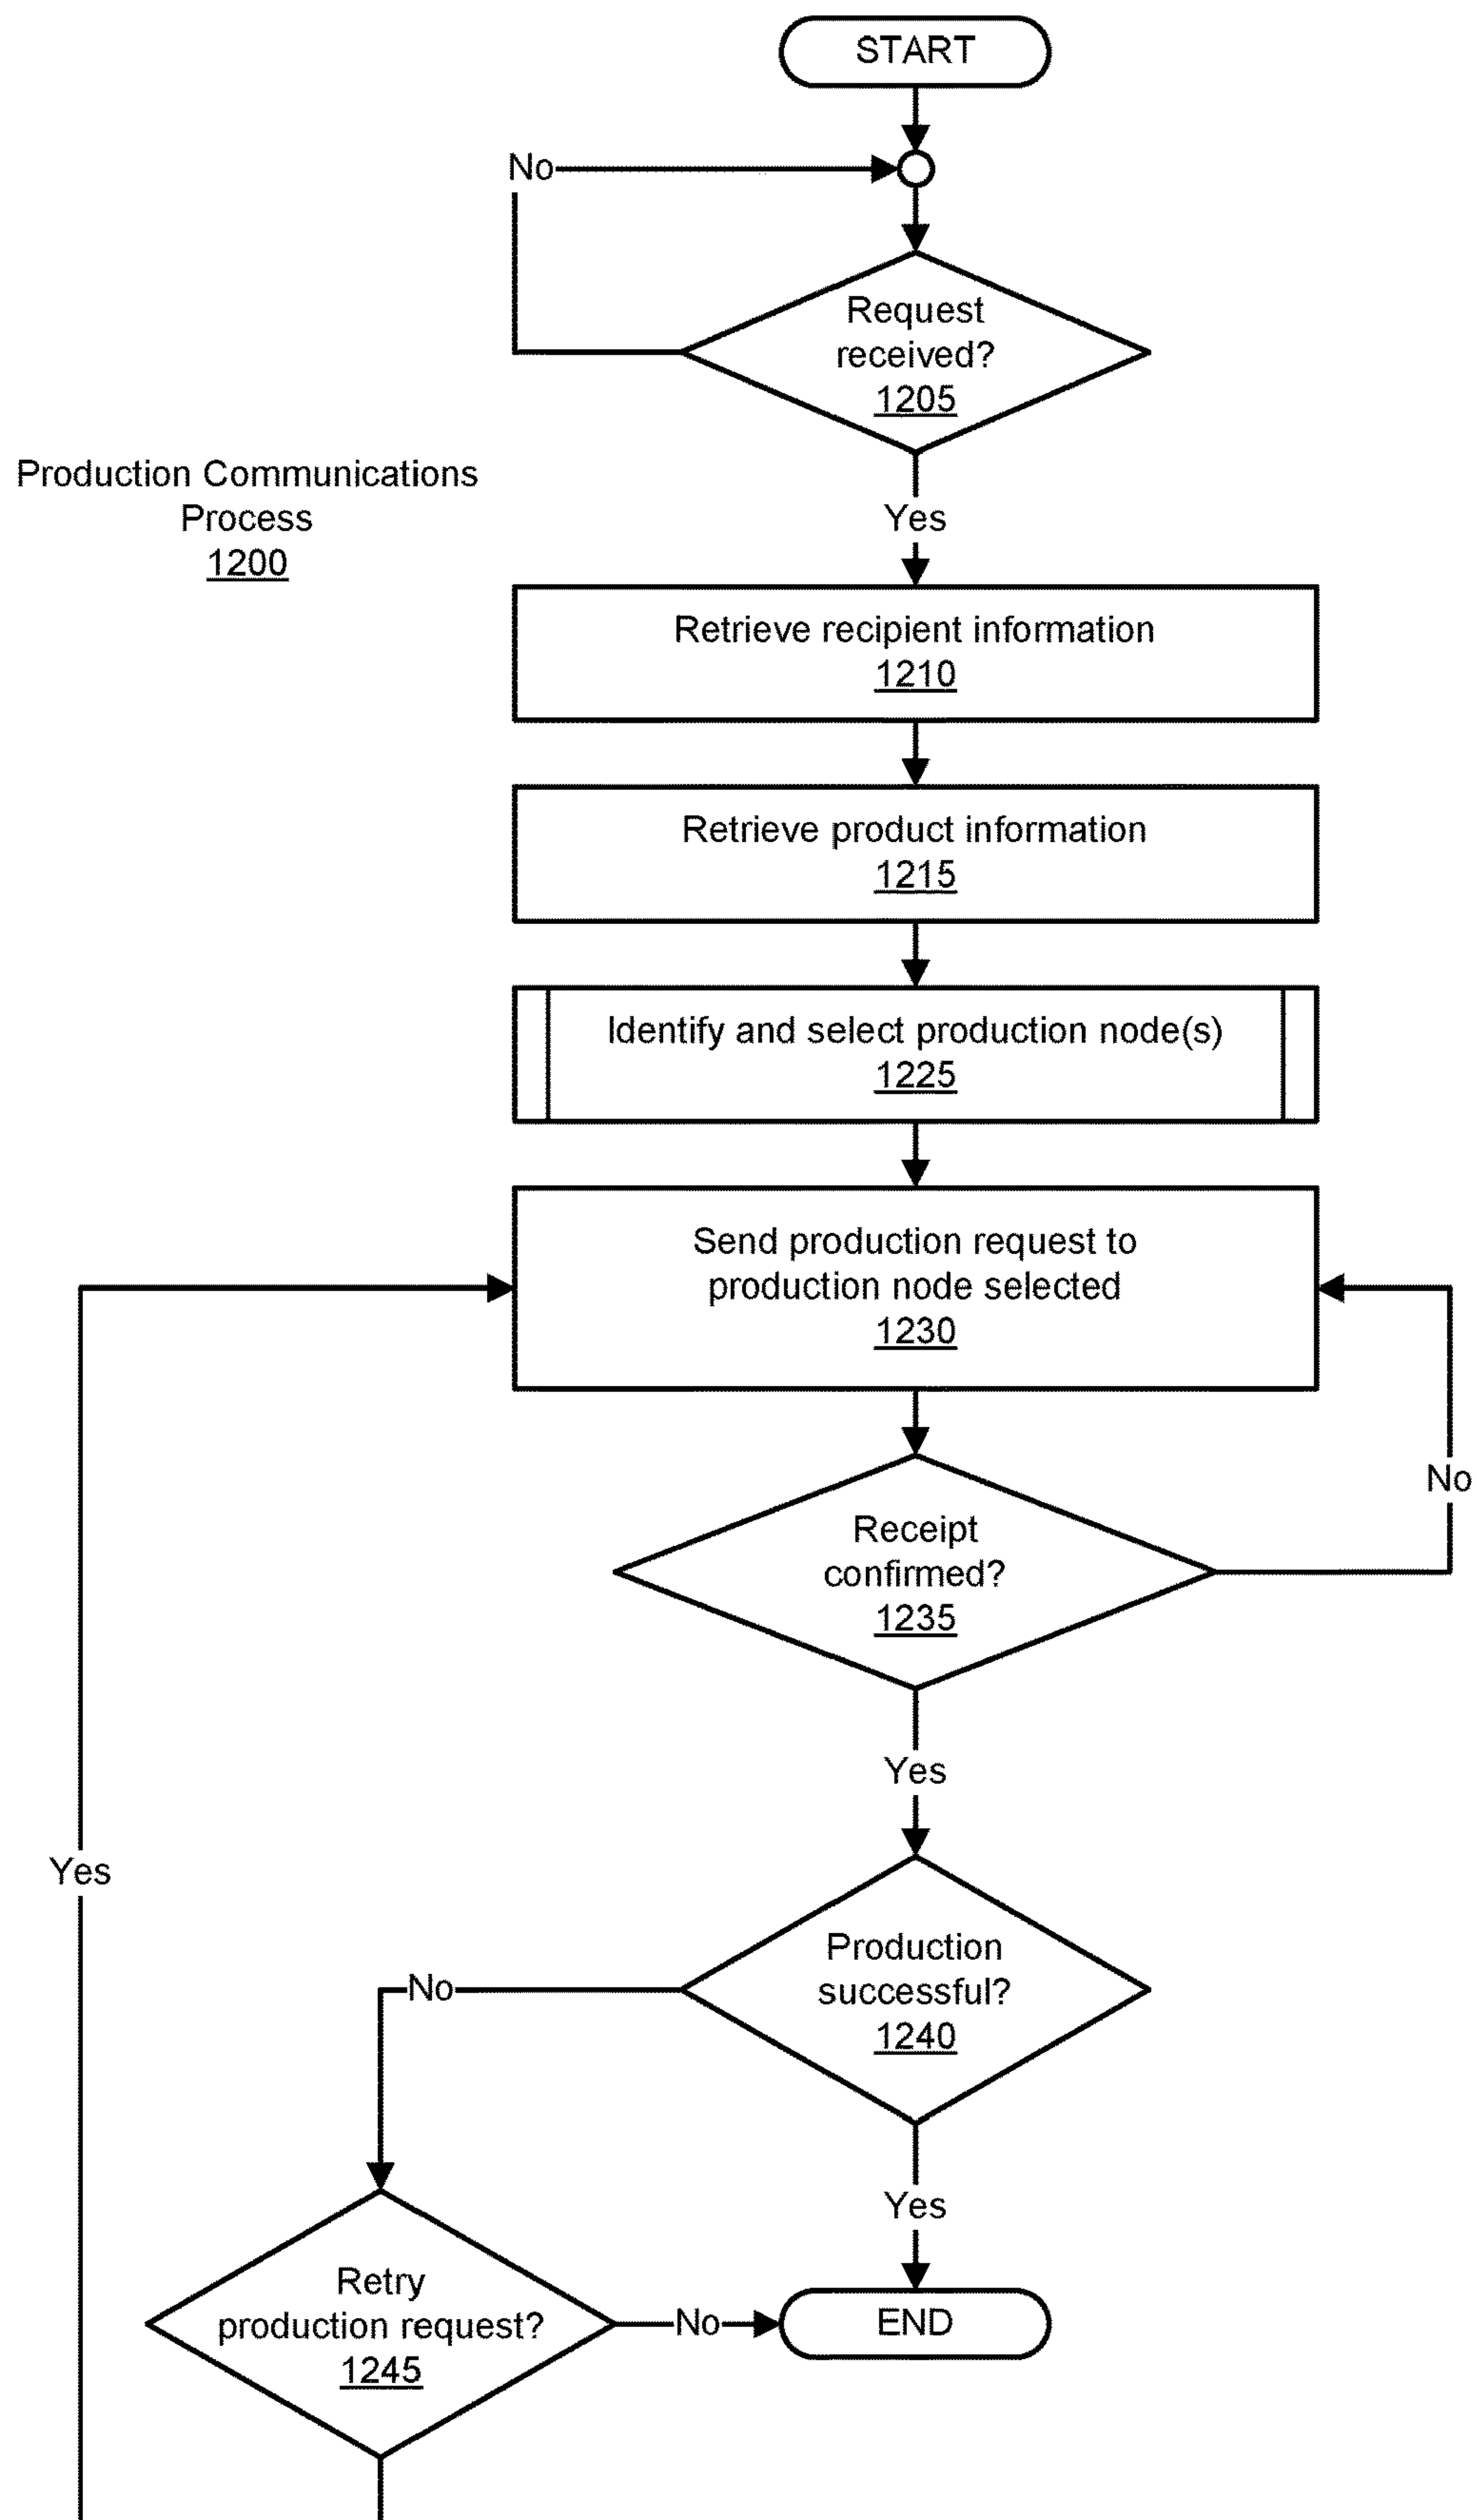 START
No
Request
received?
1205
Production Communications
Process
1200
Yes
Retrieve recipient information
1210
Retrieve product information
1215
Identify and select production node(s)
1225
Send production request to
production node selected
1230
No
Receipt
confirmed?
1235
Yes
Yes
Production
successful?
1240
No
Yes
Retry
production request?
1245
No
END